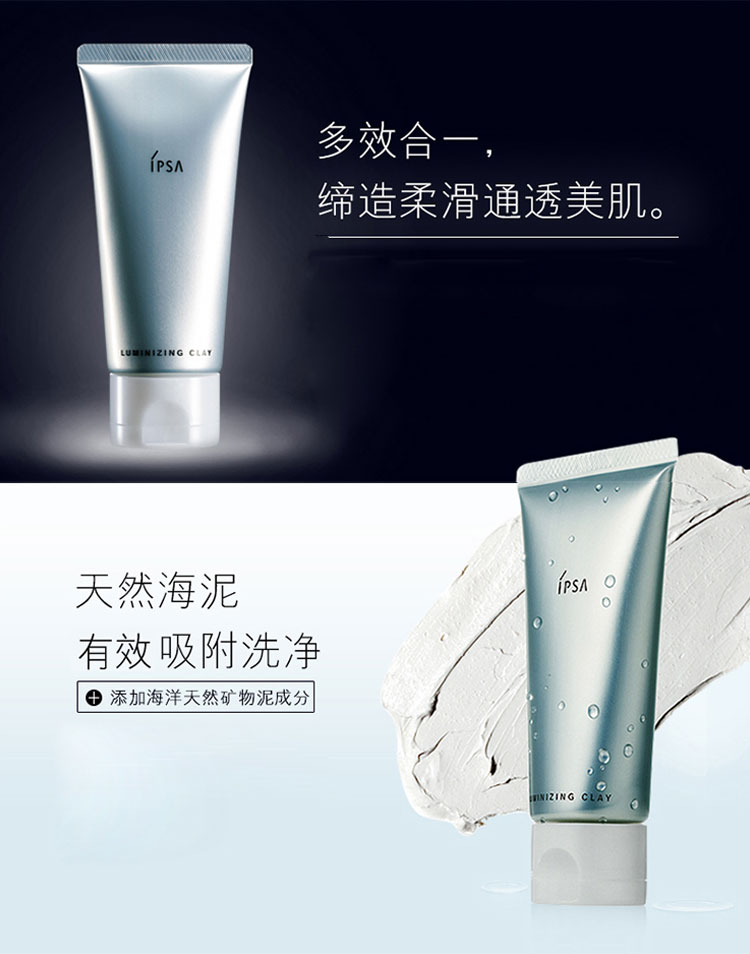 IPSA
LUMINIZING CLAY
多效合一，
缔造柔滑通透美肌。
天然海泥
有效吸附洗净
添加海洋天然矿物泥成分
IPSA
UMINIZING CLAY